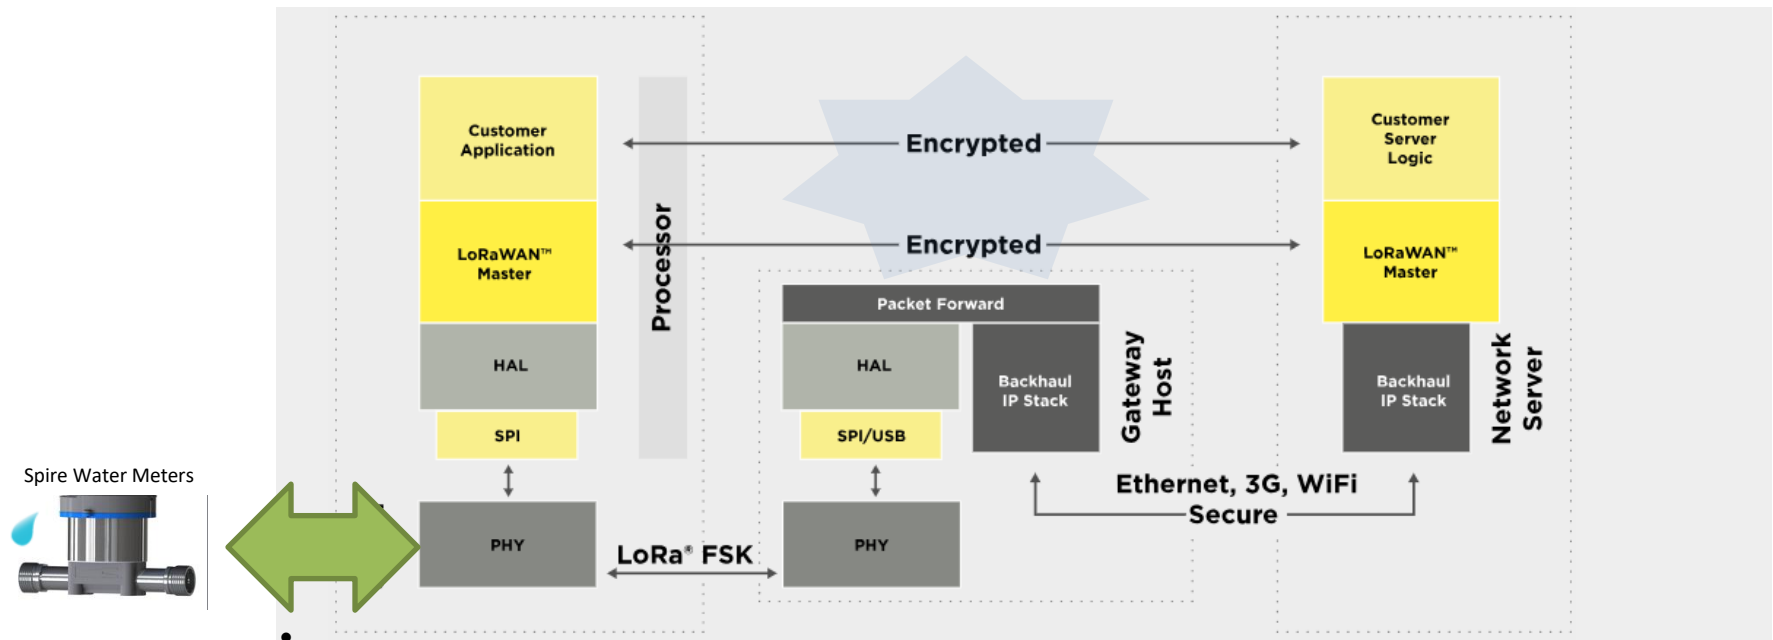 Spire Water Meters
Customer
Application
LoRaWAN™
Master
HAL
SPI
PHY
Processor
Encrypted
Encrypted
LoRa® FSK
Packet Forward
HAL
SPI/USB
PHY
Backhaul
IP Stack
Gateway
Host
Ethernet, 3G, WiFi
Secure
Customer
Server
Logic
LoRaWAN™
Master
Backhaul
IP Stack
Network
Server